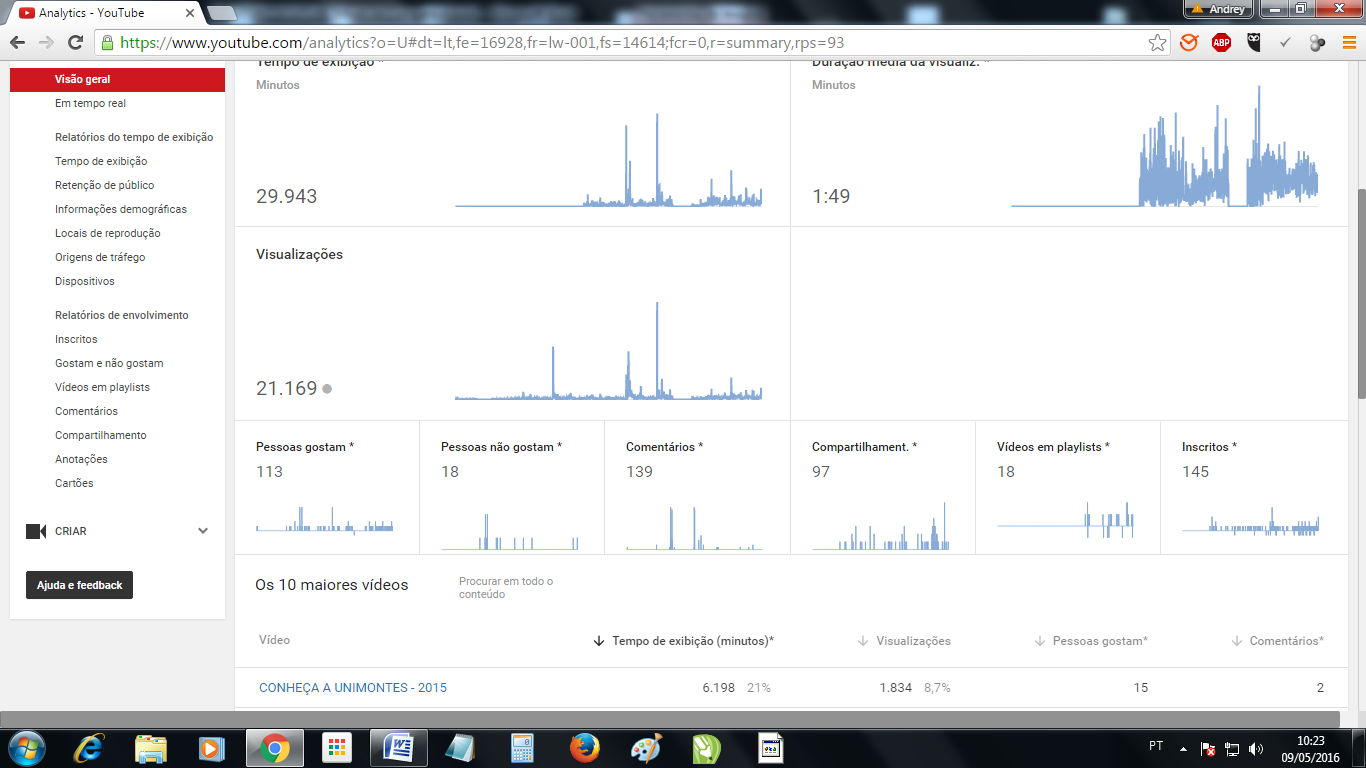 Analytics - YouTube
Andrey
https://www.youtube.com/analytics?o=U#dt=lt,fe=16928,fr=lw-001,fs=14614;fcr=0,r=summary,rps=93
ABP
Visão geral
Em tempo real
Relatórios do tempo de exibição
Tempo de exibição
Retenção de público
Informações demográficas
Locais de reprodução
Origens de tráfego
Dispositivos
Relatórios de envolvimento
Inscritos
Gostam e não gostam
Vídeos em playlists
Comentários
Compartilhamento
Anotações
Cartões
CRIAR
Ajuda e feedback
Tempo de exibição *
Minutos
29.943
Duração média da visualiz. *
Minutos
1:49
Visualizações
21.169
Pessoas gostam *
113
Pessoas não gostam *
18
Comentários *
139
Compartilhament. *
97
Vídeos em playlists *
18
Inscritos *
145
Os 10 maiores vídeos
Procurar em todo o
conteúdo
Vídeo Tempo de exibição (minutos)* Visualizações Pessoas gostam* Comentários*
CONHEÇA A UNIMONTES - 2015 6.198 21% 1.834 8,7% 15 2
PT
10:23
09/05/2016